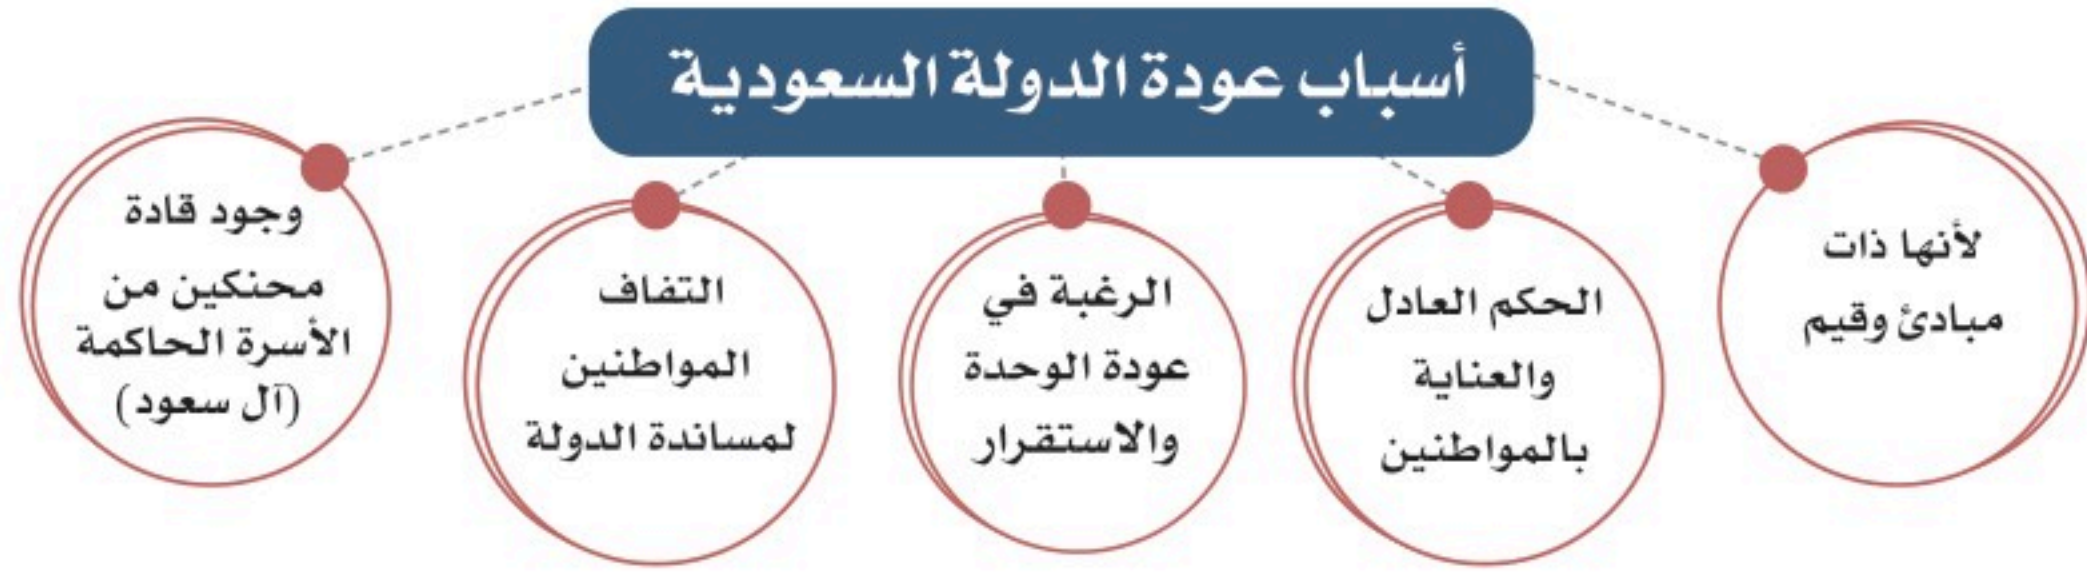 أسباب عودة الدولة السعودية
لأنها ذات
مبادئ وقيم
الحكم العادل
والعناية
بالمواطنين
الرغبة في
عودة الوحدة
والاستقرار
التفاف
المواطنين
لمساندة الدولة
وجود قادة
محنكين من
الأسرة الحاكمة
(آل سعود)